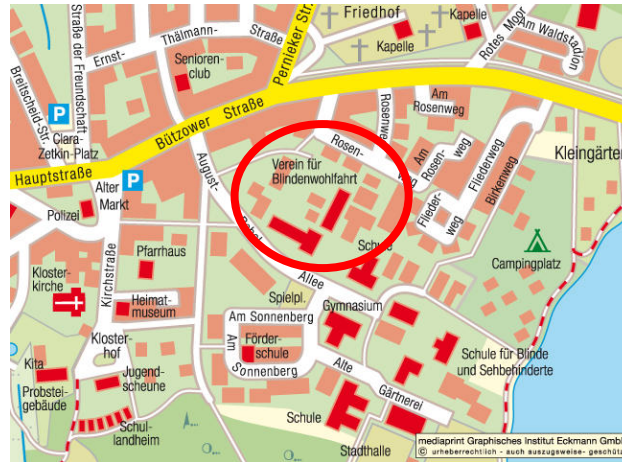 Straße der Freundschaft
Breitscheid-Str.
Ernst-
Thälmann-
Straße
Pernieker Str.
Friedhof
Kapelle
Kapelle
Rotes Moor
Am Waldstadion
Senioren-
club
P
Clara-
Zetkin-Platz
Bützower Straße
Hauptstraße
Am
Rosenweg
Rosenweg
Rosen-
weg
Am
Rosen-
weg
Fliederweg
Birkenweg
Flieder-
weg
Kleingärten
Verein für
Blindenwohlfahrt
August-
Bebel-
Allee
Alter
Markt
P
Polizei
Kirchstraße
Pfarrhaus
Kloster-
kirche
Heimat-
museum
Schule
Campingplatz
Spielpl.
Gymnasium
Am Sonnenberg
Am
Sonnenberg
Förder-
schule
Kloster-
hof
Kita
Probstei-
gebäude
Jugend-
scheune
Schul-
landheim
Alte
Gärtnerei
Schule für Blinde
und Sehbehinderte
Schule
Stadthalle
mediaprint Graphisches Institut Eckmann Gmb
© urheberrechtlich - auch auszugsweise- geschüt